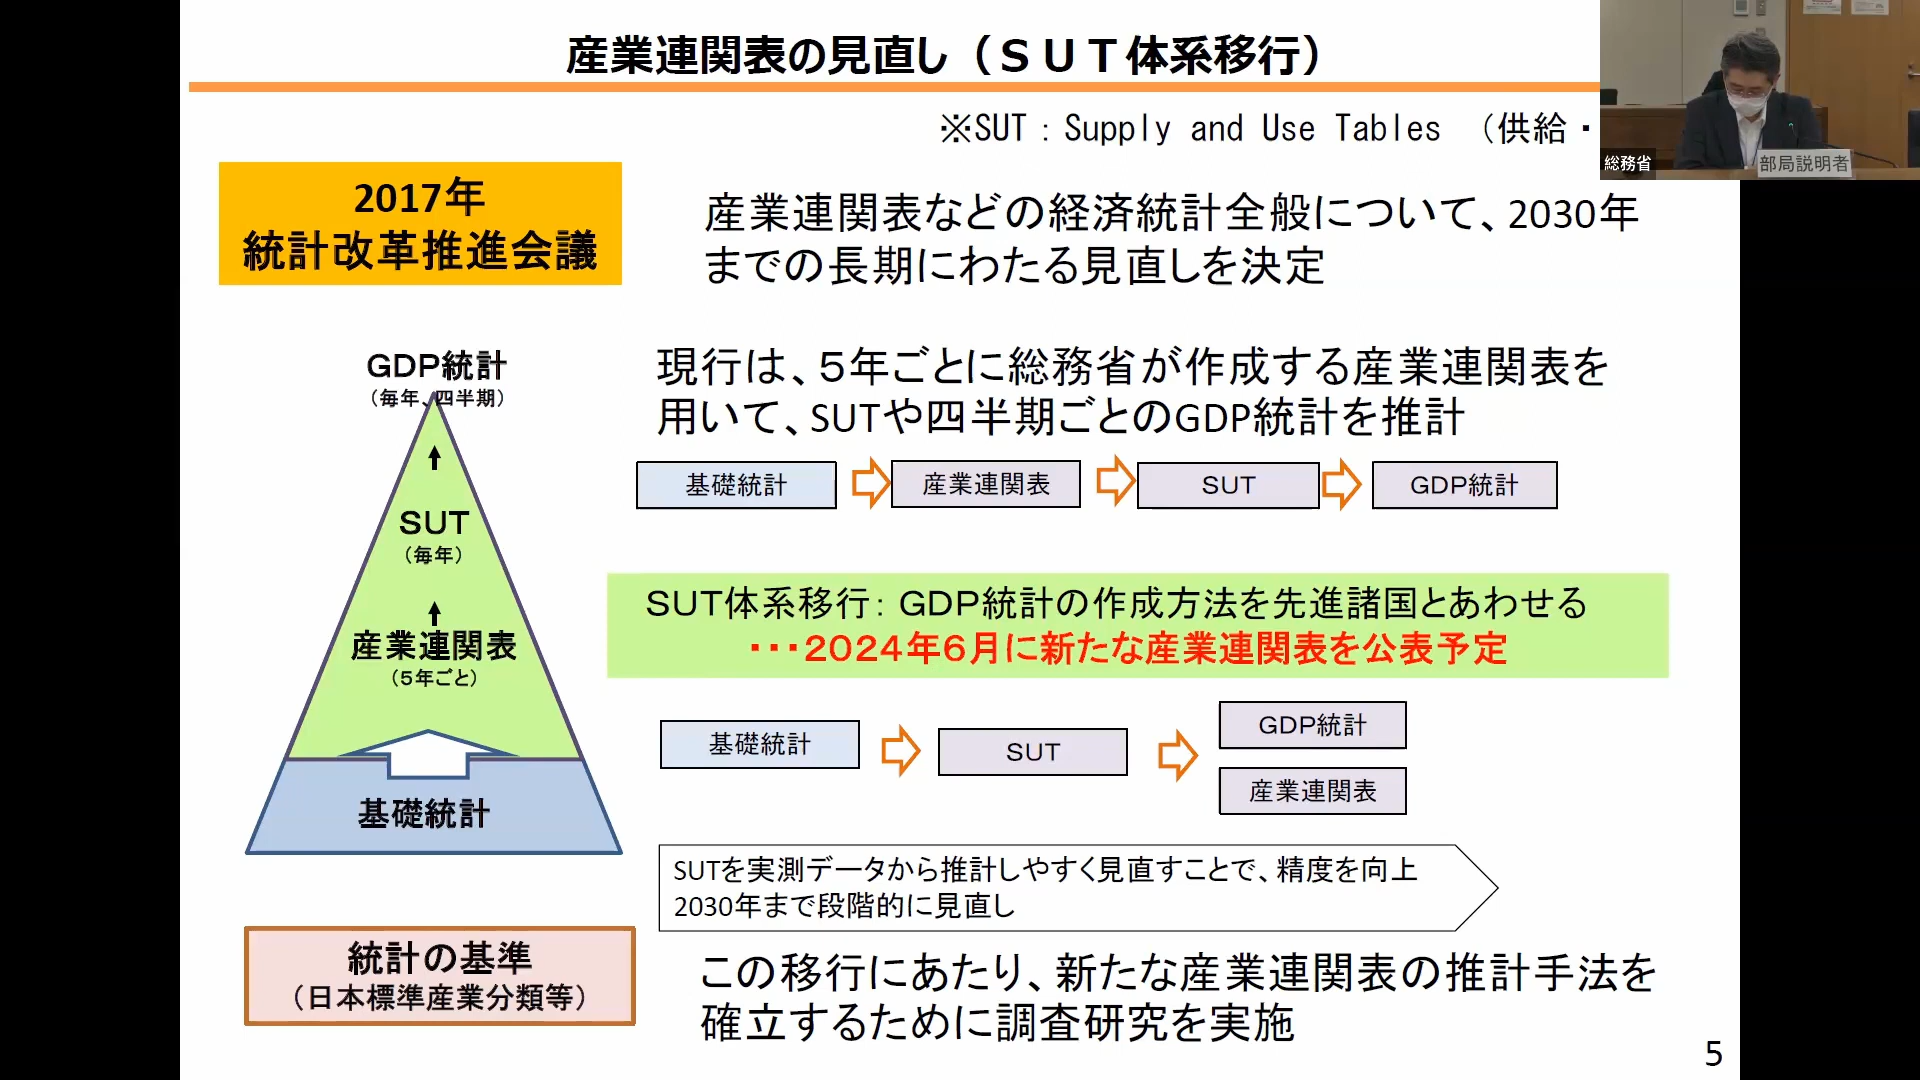 産業連関表の見直し（ＳＵＴ体系移行）
※SUT：Supply and Use Tables （供給・
総務省
部局説明者
2017年
統計改革推進会議
産業連関表などの経済統計全般について、2030年
までの長期にわたる見直しを決定
GDP統計
（毎年、四半期）
SUT
（毎年）
産業連関表
（５年ごと）
基礎統計
現行は、５年ごとに総務省が作成する産業連関表を
用いて、SUTや四半期ごとのGDP統計を推計
基礎統計
産業連関表
SUT
GDP統計
SUT体系移行：GDP統計の作成方法を先進諸国とあわせる
・・・2024年6月に新たな産業連関表を公表予定
基礎統計
SUT
GDP統計
産業連関表
SUTを実測データから推計しやすく見直すことで、精度を向上
2030年まで段階的に見直し
統計の基準
（日本標準産業分類等）
この移行にあたり、新たな産業連関表の推計手法を
確立するために調査研究を実施
5